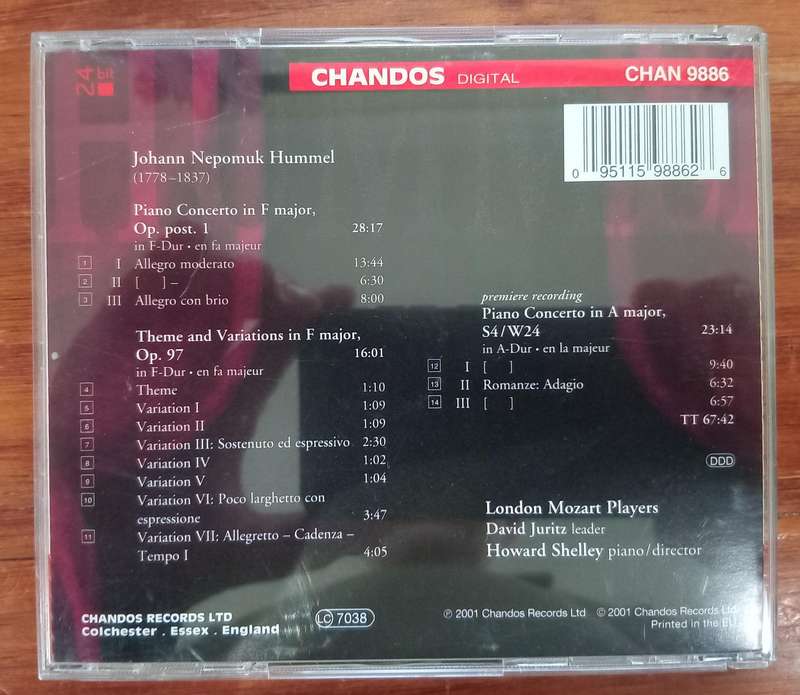 24 bit
CHANDOS DIGITAL CHAN 9886
0 95115 98862 6
Johann Nepomuk Hummel
(1778–1837)
Piano Concerto in F major,
Op. post. 1 28:17
in F-Dur • en fa majeur
1 I Allegro moderato 13:44
2 II [ ] – 6:30
3 III Allegro con brio 8:00
Theme and Variations in F major,
Op. 97 16:01
in F-Dur • en fa majeur
4 Theme 1:10
5 Variation I 1:09
6 Variation II 1:09
7 Variation III: Sostenuto ed espressivo 2:30
8 Variation IV 1:02
9 Variation V 1:04
10 Variation VI: Poco larghetto con
espressione 3:47
11 Variation VII: Allegretto – Cadenza –
Tempo I 4:05
premiere recording
Piano Concerto in A major,
S4/W24 23:14
in A-Dur • en la majeur
12 I [ ] 9:40
13 II Romanze: Adagio 6:32
14 III [ ] 6:57
TT 67:42
DDD
London Mozart Players
David Juritz leader
Howard Shelley piano/director
CHANDOS RECORDS LTD
Colchester . Essex . England
LC 7038
℗ 2001 Chandos Records Ltd © 2001 Chandos Records Ltd
Printed in the EU